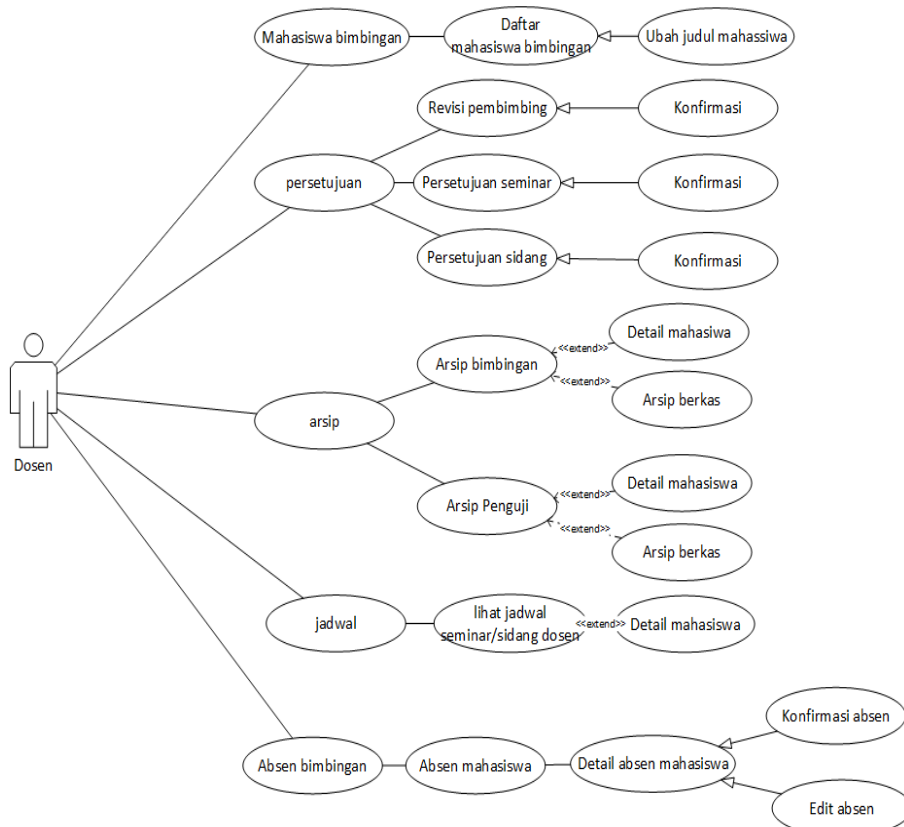 Mahasiswa bimbingan
Daftar
mahasiswa bimbingan
Ubah judul mahassiwa
Revisi pembimbing
Konfirmasi
persetujuan
Persetujuan seminar
Konfirmasi
Persetujuan sidang
Konfirmasi
Dosen
arsip
Arsip bimbingan
<<extend>>
Detail mahasiwa
<<extend>>
Arsip berkas
Arsip Penguji
<<extend>>
Detail mahasiswa
<<extend>>
Arsip berkas
jadwal
lihat jadwal
seminar/sidang dosen
<<extend>>
Detail mahasiswa
Absen bimbingan
Absen mahasiswa
Detail absen mahasiswa
Konfirmasi absen
Edit absen